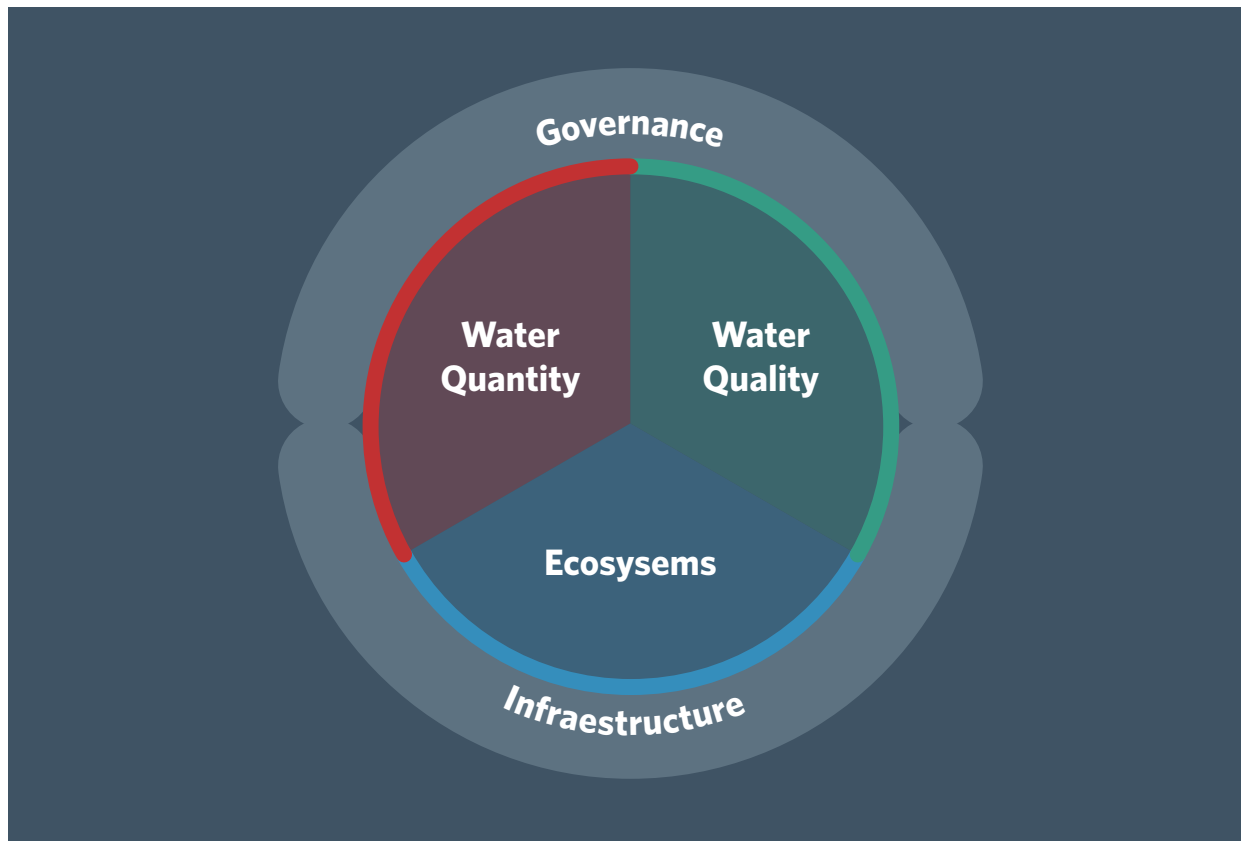 Governance
Water
Quantity
Water
Quality
Ecosysems
Infraestructure